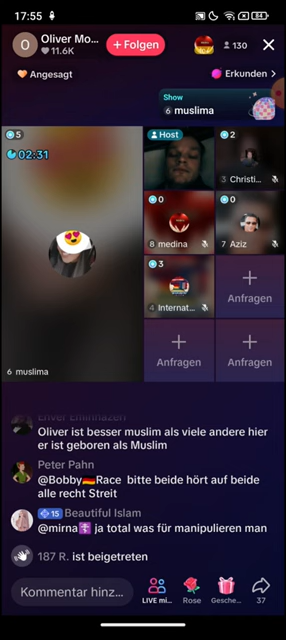 17:55
84
O
Oliver Mo...
11.6K
+ Folgen
130
Angesagt
Erkunden >
Show
6 muslima
5
02:31
Host
2
3 Christi...
0
8 medina
0
7 Aziz
3
4 Internat...
Anfragen
Anfragen
Anfragen
6 muslima
Oliver ist besser muslim als viele andere hier
er ist geboren als Muslim
Peter Pahn
@Bobby🇩🇪Race bitte beide hört auf beide
alle recht Streit
15 Beautiful Islam
@mirna✝️ ja total was für manipulieren man
187 R. ist beigetreten
Kommentar hinz...
LIVE mi...
Rose
Gesche...
37